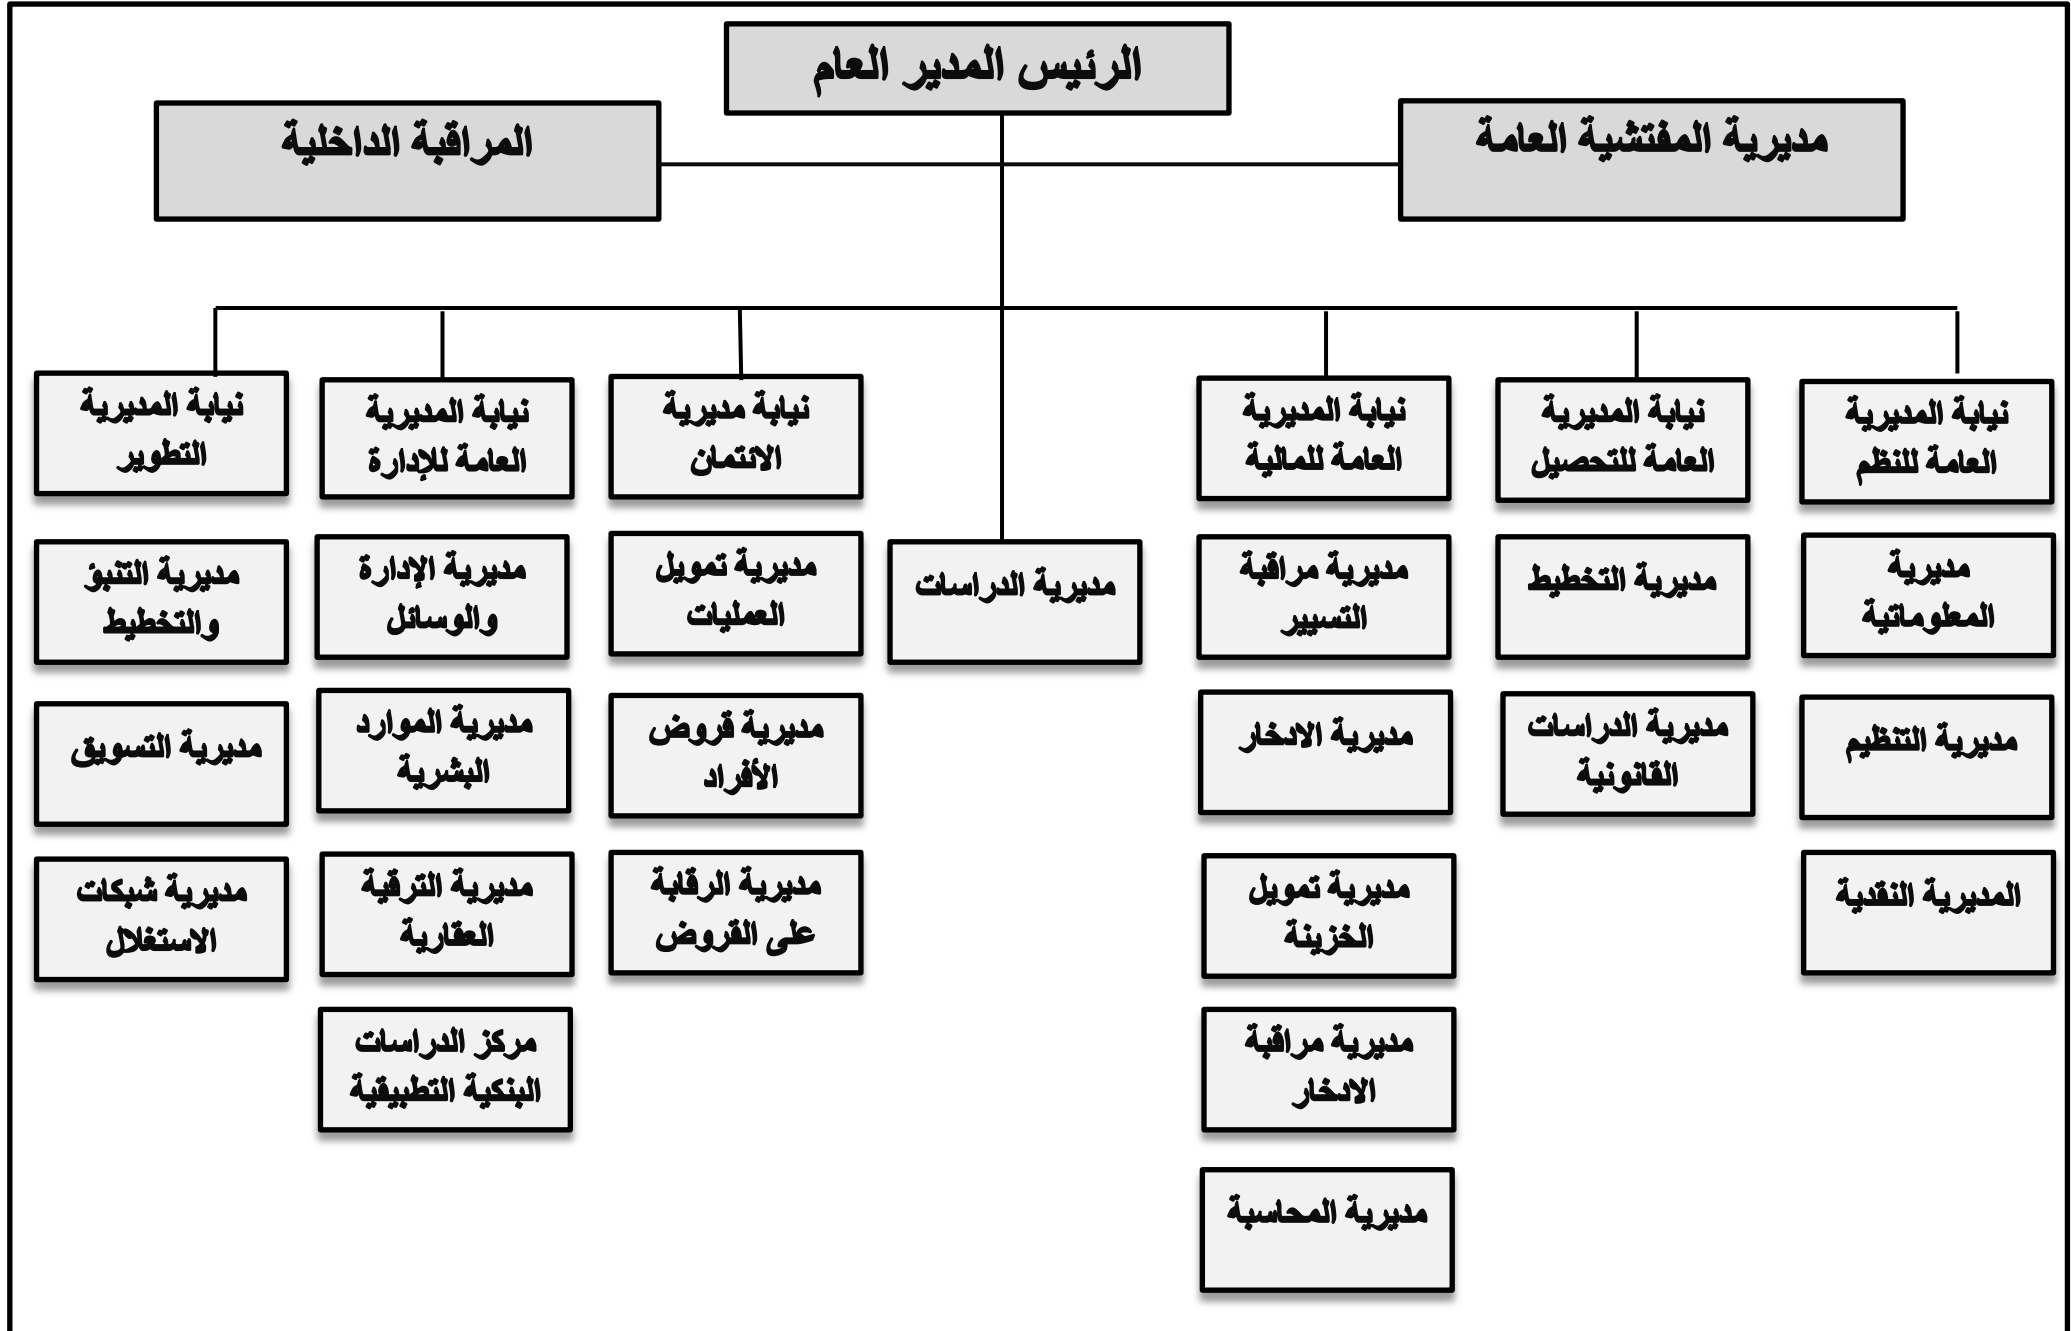 الرئيس المدير العام
مديرية المفتشية العامة
المراقبة الداخلية
نيابة المديرية
العامة للنظم
نيابة المديرية
العامة للتحصيل
نيابة المديرية
العامة للمالية
نيابة مديرية
الائتمان
نيابة المديرية
العامة للإدارة
نيابة المديرية
التطوير
مديرية
المعلوماتية
مديرية التخطيط
مديرية مراقبة
التسيير
مديرية الدراسات
مديرية تمويل
العمليات
مديرية الإدارة
والوسائل
مديرية التنبؤ
والتخطيط
مديرية التنظيم
مديرية الدراسات
القانونية
مديرية الادخار
مديرية قروض
الأفراد
مديرية الموارد
البشرية
مديرية التسويق
المديرية النقدية
مديرية تمويل
الخزينة
مديرية الرقابة
على القروض
مديرية الترقية
العقارية
مديرية شبكات
الاستغلال
مديرية مراقبة
الادخار
مركز الدراسات
البنكية التطبيقية
مديرية المحاسبة